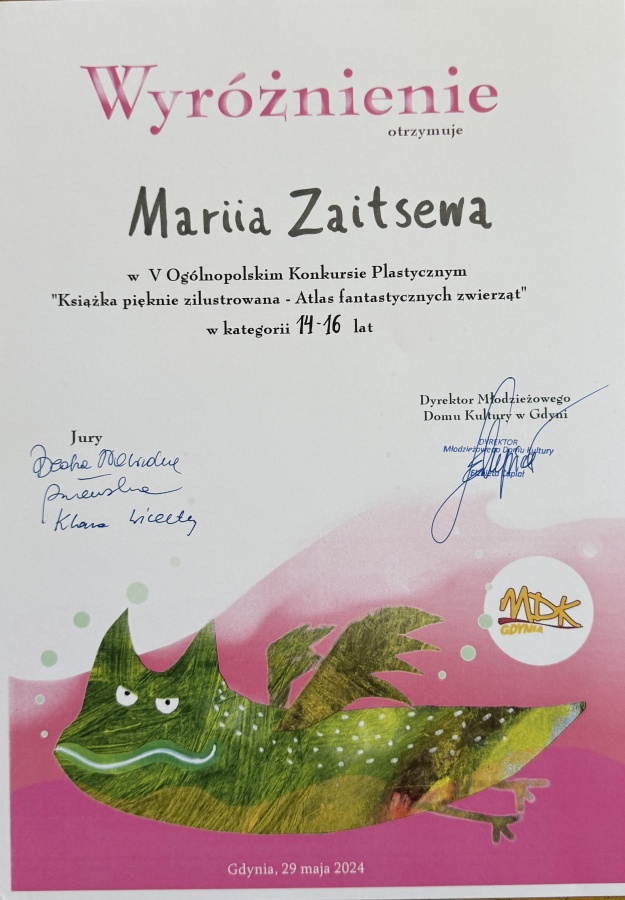 Wyróżnienie
otrzymuje
Mariia Zaitsewa
w V Ogólnopolskim Konkursie Plastycznym
"Książka pięknie zilustrowana - Atlas fantastycznych zwierząt"
w kategorii 14-16 lat
Dyrektor Młodzieżowego
Domu Kultury w Gdyni
DYREKTOR
Młodzieżowego Domu Kultury
Jury
Klara
MDK
GDYNIA
Gdynia, 29 maja 2024